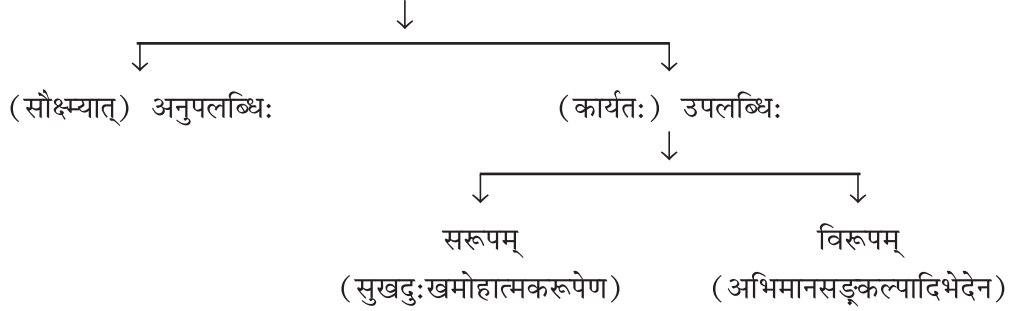 (सौक्ष्म्यात्) अनुपलब्धिः (कार्यतः) उपलब्धिः
सरूपम् विरूपम्
(सुखदुःखमोहात्मकरूपेण) (अभिमानसङ्कल्पादिभेदेन)